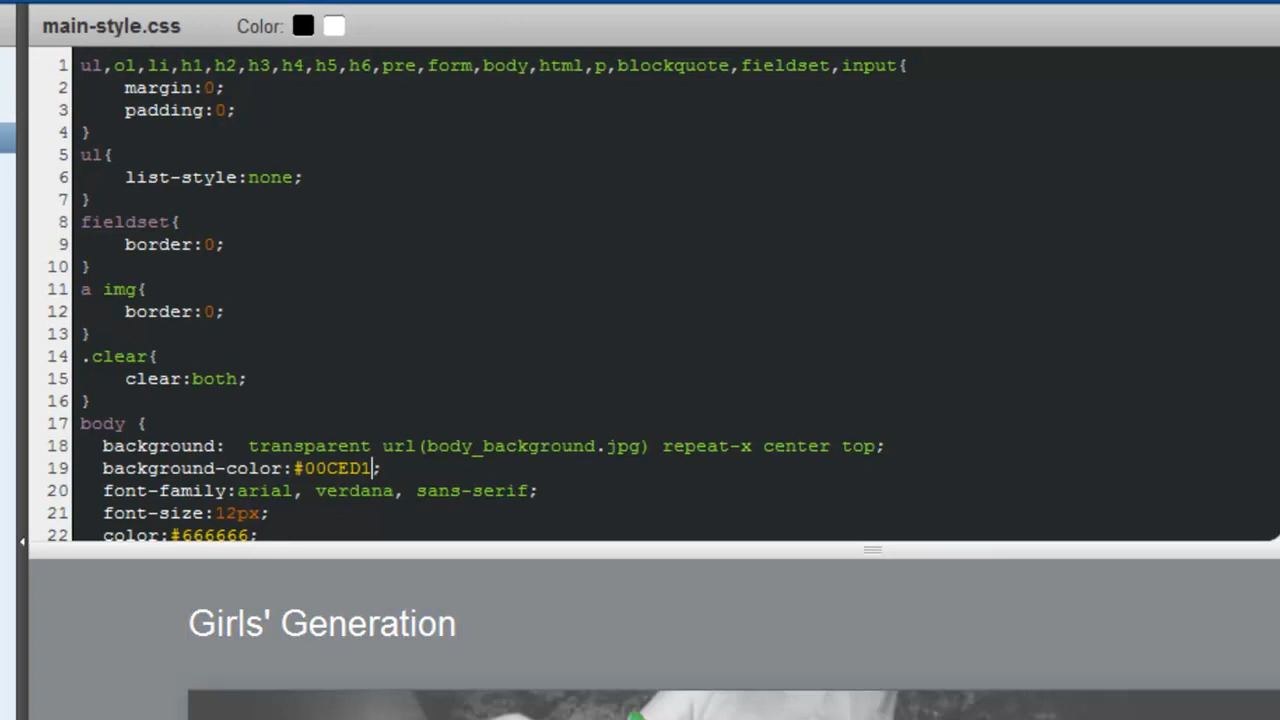 main-style.css Color:
1 ul,ol,li,h1,h2,h3,h4,h5,h6,pre,form,body,html,p,blockquote,fieldset,input{
2 margin:0;
3 padding:0;
4 }
5 ul{
6 list-style:none;
7 }
8 fieldset{
9 border:0;
10 }
11 a img{
12 border:0;
13 }
14 .clear{
15 clear:both;
16 }
17 body {
18 background:  transparent url(body_background.jpg) repeat-x center top;
19 background-color:#00CED1;
20 font-family:arial, verdana, sans-serif;
21 font-size:12px;
22 color:#666666;
Girls' Generation